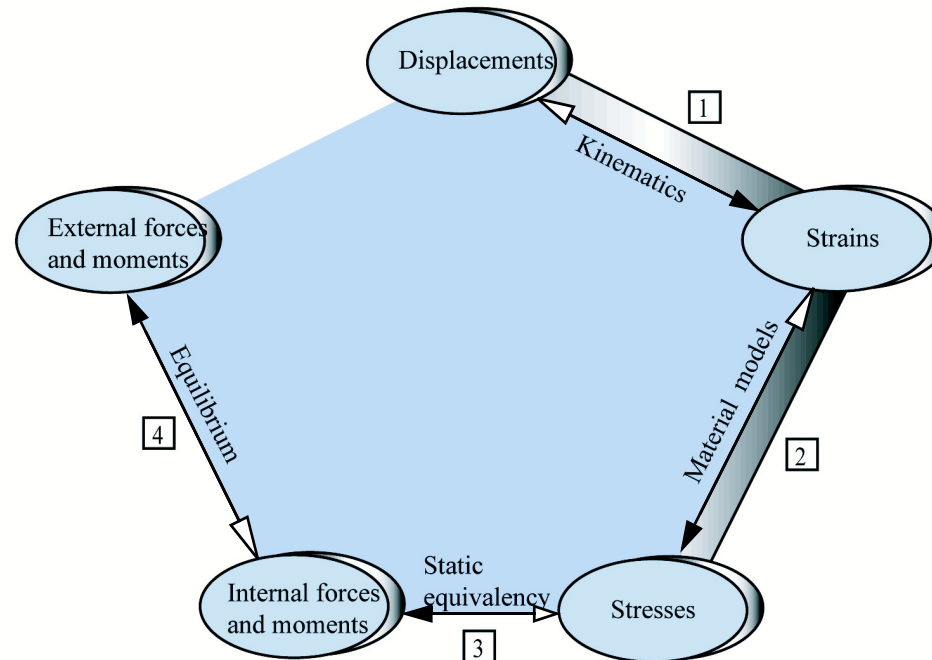 Displacements
1
Kinematics
External forces
and moments
Strains
Equilibrium
Material models
4
2
Static
equivalency
Internal forces
and moments
Stresses
3